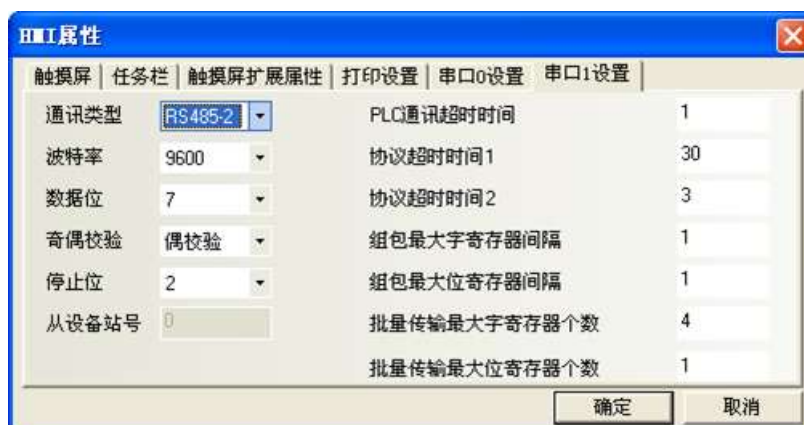 HMI属性
触摸屏 任务栏 触摸屏扩展属性 打印设置 串口0设置 串口1设置
通讯类型 RS485-2 PLC通讯超时时间 1
波特率 9600 协议超时时间1 30
数据位 7 协议超时时间2 3
奇偶校验 偶校验 组包最大字寄存器间隔 1
停止位 2 组包最大位寄存器间隔 1
从设备站号 0 批量传输最大字寄存器个数 4
批量传输最大位寄存器个数 1
确定 取消